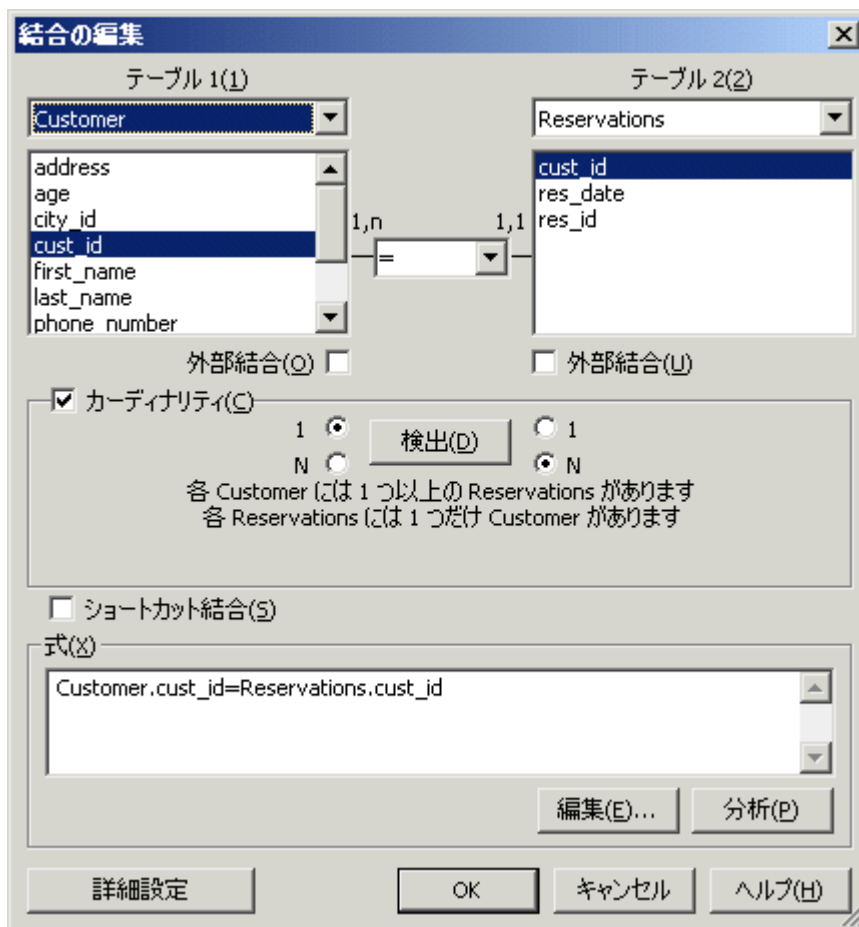 結合の編集
テーブル 1(1) テーブル 2(2)
Customer Reservations
address cust_id
age res_date
city_id 1,n 1,1 res_id
cust_id
=
first_name
last_name
phone_number
外部結合(O) 外部結合(U)
カーディナリティ(C)
1 検出(D) 1
N N
各 Customer には 1 つ以上の Reservations があります
各 Reservations には 1 つだけ Customer があります
ショートカット結合(S)
式(X)
Customer.cust_id=Reservations.cust_id
編集(E)... 分析(P)
詳細設定 OK キャンセル ヘルプ(H)